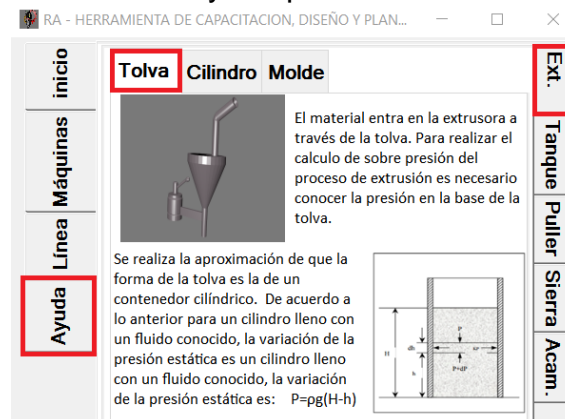 RA - HERRAMIENTA DE CAPACITACION, DISEÑO Y PLAN...
inicio
Máquinas
Línea
Ayuda
Tolva Cilindro Molde
El material entra en la extrusora a
través de la tolva. Para realizar el
calculo de sobre presión del
proceso de extrusión es necesario
conocer la presión en la base de la
tolva.
Se realiza la aproximación de que la
forma de la tolva es la de un
contenedor cilíndrico. De acuerdo a
lo anterior para un cilindro lleno con
un fluido conocido, la variación de la
presión estática es un cilindro lleno
con un fluido conocido, la variación
de la presión estática es: P=ρg(H-h)
H
dh
h
P
P+dP
Ext.
Tanque
Puller
Sierra
Acam.